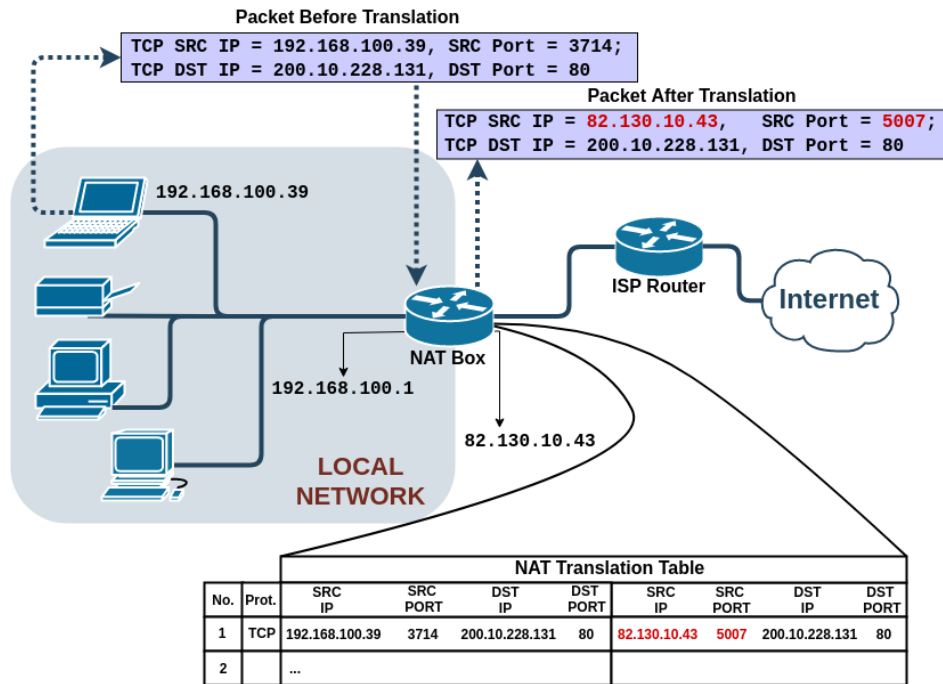 Packet Before Translation
TCP SRC IP = 192.168.100.39, SRC Port = 3714;
TCP DST IP = 200.10.228.131, DST Port = 80
Packet After Translation
TCP SRC IP = 82.130.10.43, SRC Port = 5007;
TCP DST IP = 200.10.228.131, DST Port = 80
192.168.100.39
ISP Router
Internet
NAT Box
192.168.100.1
82.130.10.43
LOCAL
NETWORK
NAT Translation Table
No. Prot. SRC IP SRC PORT DST IP DST PORT SRC IP SRC PORT DST IP DST PORT
1 TCP 192.168.100.39 3714 200.10.228.131 80 82.130.10.43 5007 200.10.228.131 80
2 ...